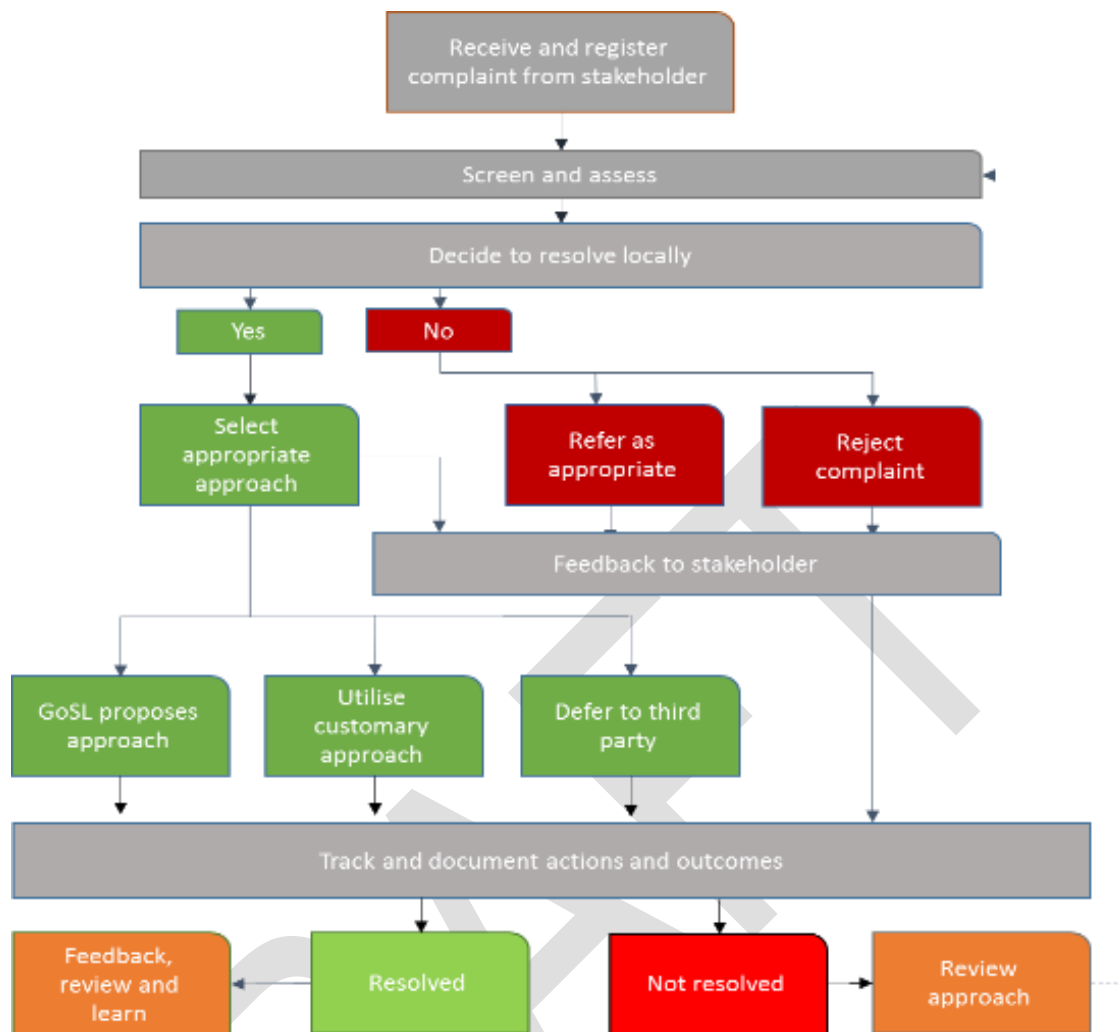 Receive and register
complaint from stakeholder
Screen and assess
Decide to resolve locally
Yes
No
Select
appropriate
approach
Refer as
appropriate
Reject
complaint
Feedback to stakeholder
GoSL proposes
approach
Utilise
customary
approach
Defer to third
party
Track and document actions and outcomes
Feedback,
review and
learn
Resolved
Not resolved
Review
approach
DRAFT